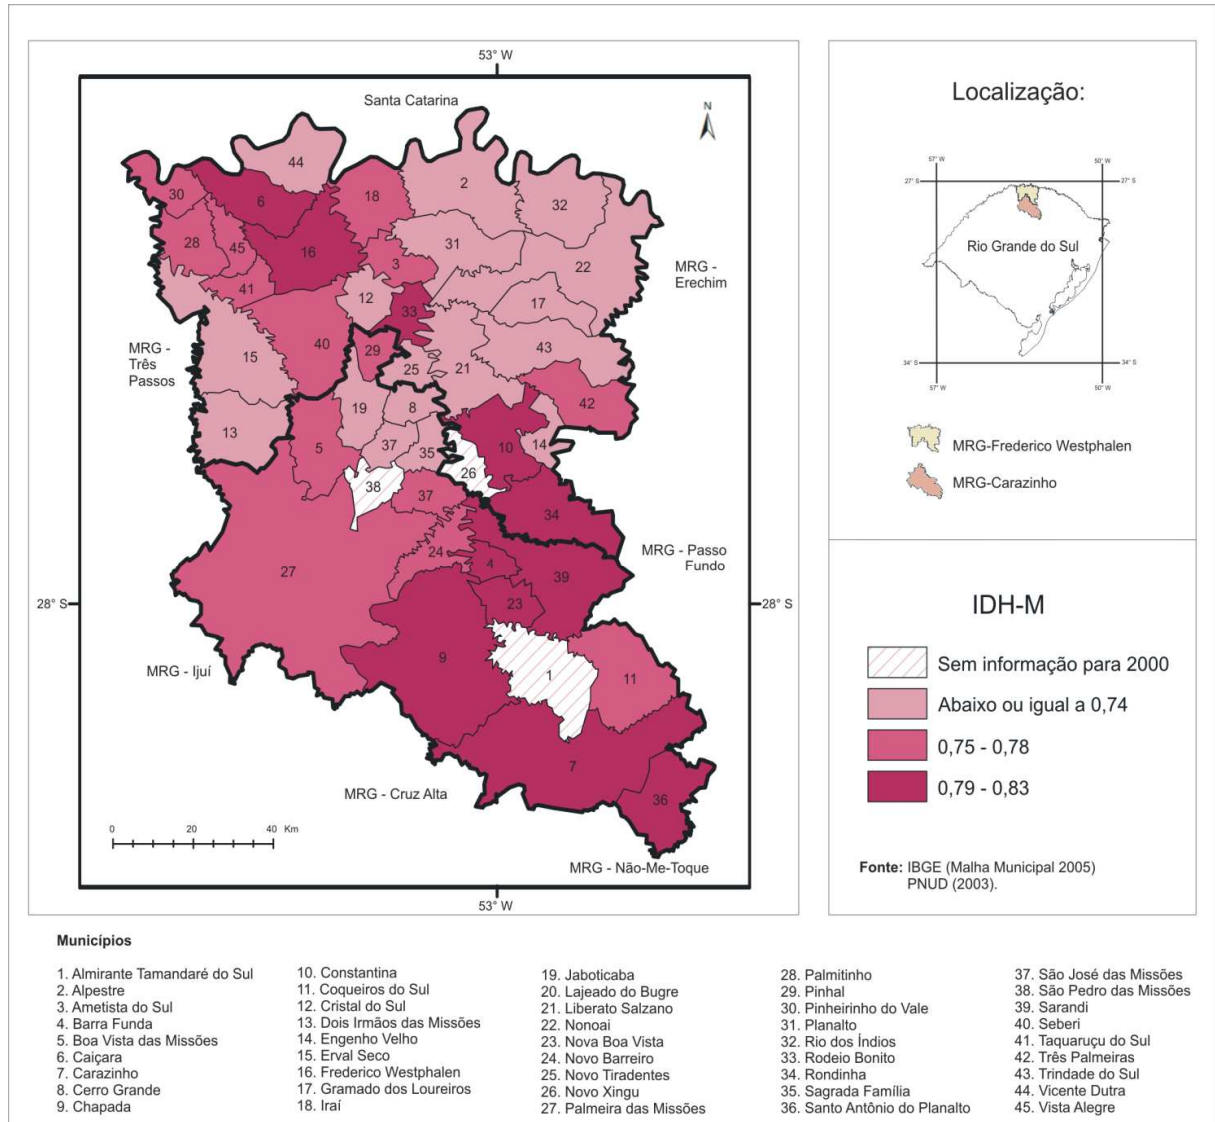 53° W
Santa Catarina
N
44
30
6
18
2
32
28
45
16
31
3
22
41
12
17
33
MRG -
Erechim
MRG -
Três
Passos
15
40
29
25
21
43
42
19
8
13
5
37
35
10
14
26
38
37
34
MRG - Passo
Fundo
24
4
39
27
23
28° S
28° S
9
1
11
MRG - Ijuí
7
36
MRG - Cruz Alta
0 20 40 Km
MRG - Não-Me-Toque
53° W
Localização:
57° W
50° W
27° S
27° S
Rio Grande do Sul
34° S
34° S
57° W
50° W
MRG-Frederico Westphalen
MRG-Carazinho
IDH-M
Sem informação para 2000
Abaixo ou igual a 0,74
0,75 - 0,78
0,79 - 0,83
Fonte: IBGE (Malha Municipal 2005)
PNUD (2003).
Municípios
1. Almirante Tamandaré do Sul
2. Alpestre
3. Ametista do Sul
4. Barra Funda
5. Boa Vista das Missões
6. Caiçara
7. Carazinho
8. Cerro Grande
9. Chapada
10. Constantina
11. Coqueiros do Sul
12. Cristal do Sul
13. Dois Irmãos das Missões
14. Engenho Velho
15. Erval Seco
16. Frederico Westphalen
17. Gramado dos Loureiros
18. Iraí
19. Jaboticaba
20. Lajeado do Bugre
21. Liberato Salzano
22. Nonoai
23. Nova Boa Vista
24. Novo Barreiro
25. Novo Tiradentes
26. Novo Xingu
27. Palmeira das Missões
28. Palmitinho
29. Pinhal
30. Pinheirinho do Vale
31. Planalto
32. Rio dos Índios
33. Rodeio Bonito
34. Rondinha
35. Sagrada Família
36. Santo Antônio do Planalto
37. São José das Missões
38. São Pedro das Missões
39. Sarandi
40. Seberi
41. Taquaruçu do Sul
42. Três Palmeiras
43. Trindade do Sul
44. Vicente Dutra
45. Vista Alegre